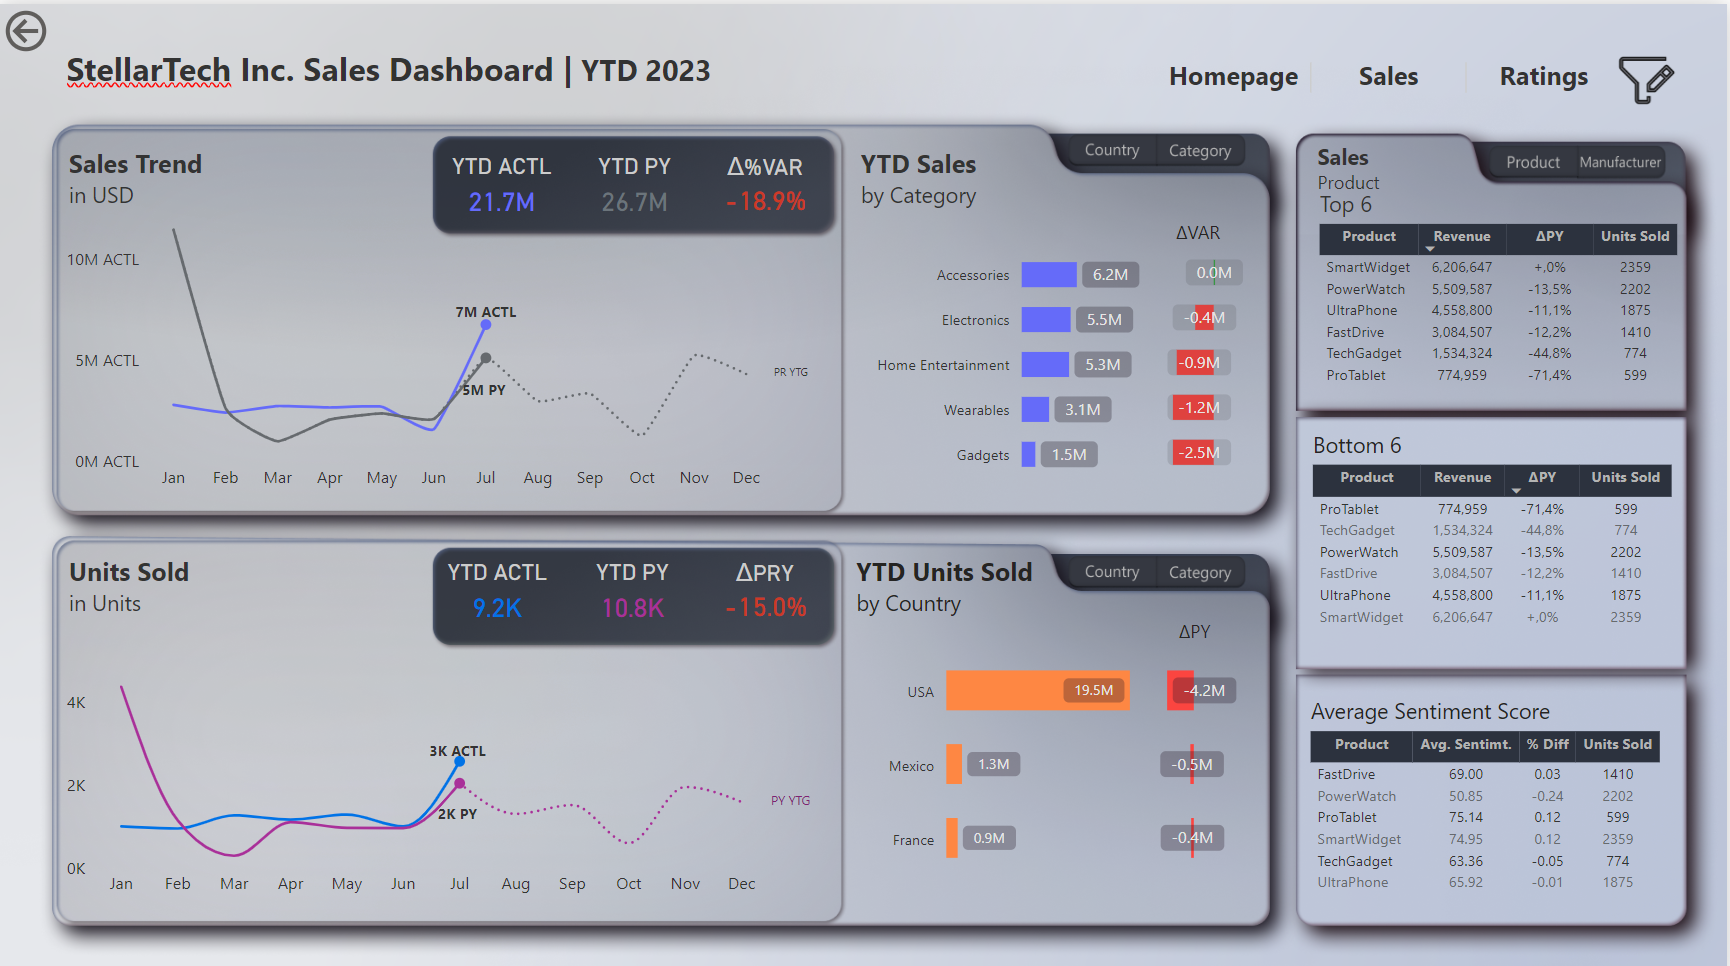 StellarTech Inc. Sales Dashboard | YTD 2023
Homepage
Sales
Ratings
Sales Trend
in USD
YTD ACTL
YTD PY
Δ%VAR
21.7M
26.7M
-18.9%
10M ACTL
5M ACTL
0M ACTL
7M ACTL
5M PY
PR YTG
Jan Feb Mar Apr May Jun Jul Aug Sep Oct Nov Dec
YTD Sales
by Category
Country
Category
ΔVAR
Accessories 6.2M 0.0M
Electronics 5.5M -0.4M
Home Entertainment 5.3M -0.9M
Wearables 3.1M -1.2M
Gadgets 1.5M -2.5M
Sales
Product
Top 6
Product
Manufacturer
Product Revenue ΔPY Units Sold
SmartWidget 6,206,647 +,0% 2359
PowerWatch 5,509,587 -13,5% 2202
UltraPhone 4,558,800 -11,1% 1875
FastDrive 3,084,507 -12,2% 1410
TechGadget 1,534,324 -44,8% 774
ProTablet 774,959 -71,4% 599
Bottom 6
Product Revenue ΔPY Units Sold
ProTablet 774,959 -71,4% 599
TechGadget 1,534,324 -44,8% 774
PowerWatch 5,509,587 -13,5% 2202
FastDrive 3,084,507 -12,2% 1410
UltraPhone 4,558,800 -11,1% 1875
SmartWidget 6,206,647 +,0% 2359
Units Sold
in Units
YTD ACTL
YTD PY
ΔPRY
9.2K
10.8K
-15.0%
4K
2K
0K
3K ACTL
2K PY
PY YTG
Jan Feb Mar Apr May Jun Jul Aug Sep Oct Nov Dec
YTD Units Sold
by Country
Country
Category
ΔPY
USA 19.5M -4.2M
Mexico 1.3M -0.5M
France 0.9M -0.4M
Average Sentiment Score
Product Avg. Sentimt. % Diff Units Sold
FastDrive 69.00 0.03 1410
PowerWatch 50.85 -0.24 2202
ProTablet 75.14 0.12 599
SmartWidget 74.95 0.12 2359
TechGadget 63.36 -0.05 774
UltraPhone 65.92 -0.01 1875